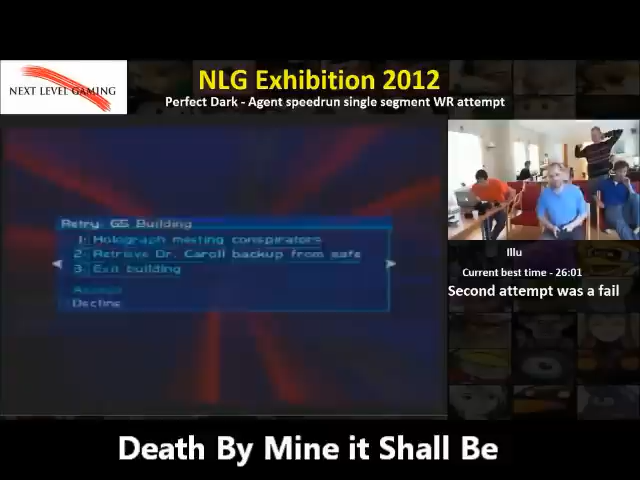 NEXT LEVEL GAMING
NLG Exhibition 2012
Perfect Dark - Agent speedrun single segment WR attempt
Retry: G5 Building
1: Holograph meeting conspirators
2: Retrieve Dr. Caroll backup from safe
3: Exit building
Accept
Decline
Illu
Current best time - 26:01
Second attempt was a fail
Death By Mine it Shall Be